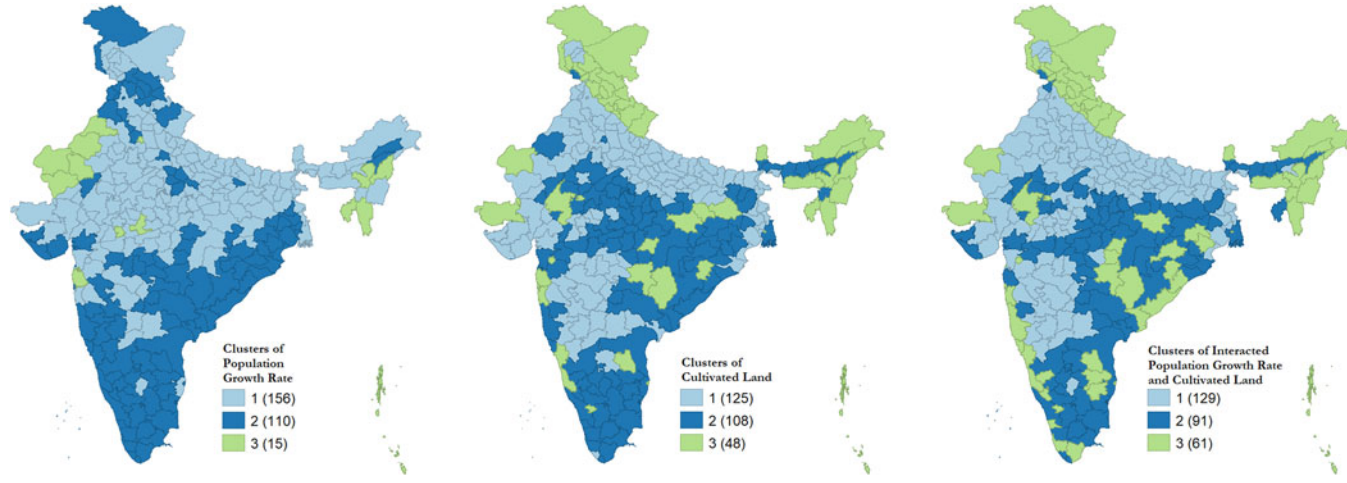 Clusters of
Population
Growth Rate
1 (156)
2 (110)
3 (15)
Clusters of
Cultivated Land
1 (125)
2 (108)
3 (48)
Clusters of Interacted
Population Growth Rate
and Cultivated Land
1 (129)
2 (91)
3 (61)